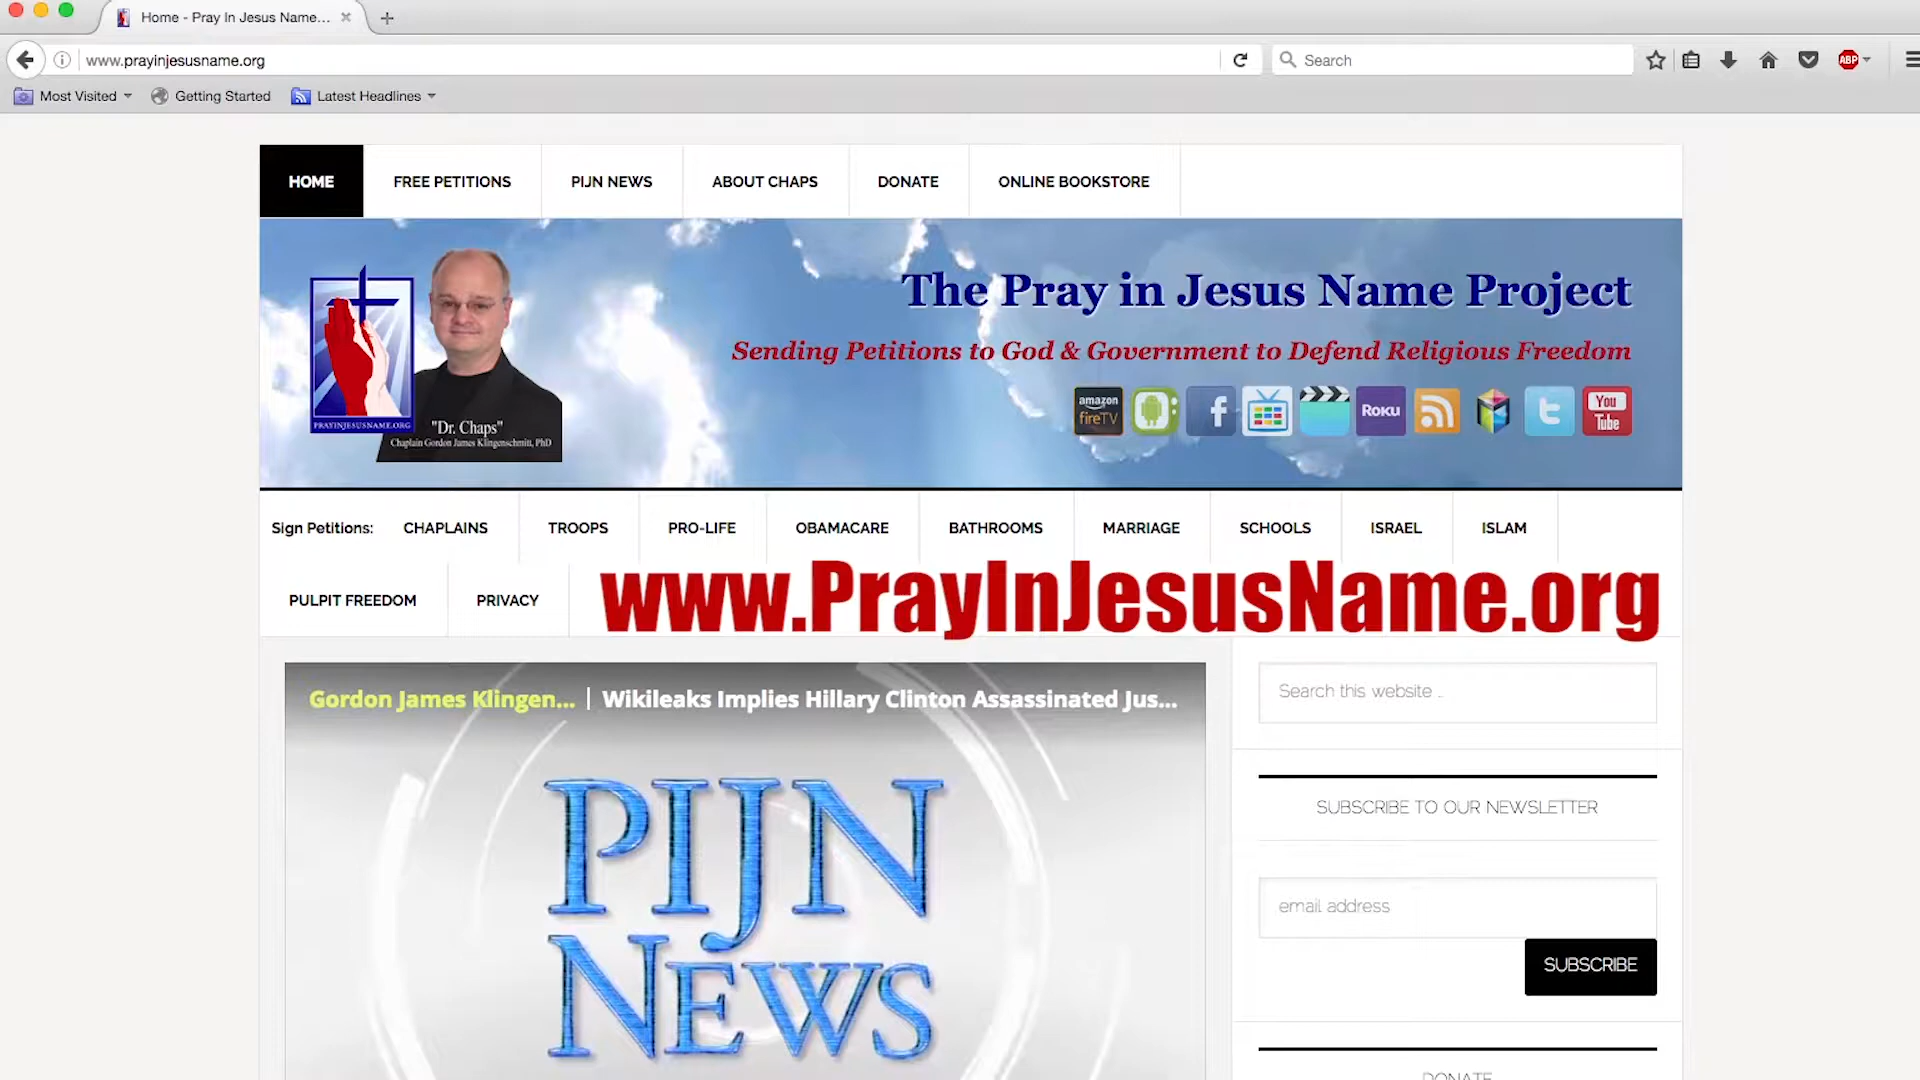 Home - Pray In Jesus Name...
www.prayinjesusname.org
Search
ABP
Most Visited
Getting Started
Latest Headlines
HOME
FREE PETITIONS
PIJN NEWS
ABOUT CHAPS
DONATE
ONLINE BOOKSTORE
The Pray in Jesus Name Project
Sending Petitions to God & Government to Defend Religious Freedom
amazon
fireTV
f
Roku
t
You
Tube
PRAYINJESUSNAME.ORG
"Dr. Chaps"
Chaplain Gordon James Klingenschmitt, PhD
Sign Petitions:
CHAPLAINS
TROOPS
PRO-LIFE
OBAMACARE
BATHROOMS
MARRIAGE
SCHOOLS
ISRAEL
ISLAM
PULPIT FREEDOM
PRIVACY
www.PrayInJesusName.org
Gordon James Klingen... | Wikileaks Implies Hillary Clinton Assassinated Jus...
PIJN
NEWS
Search this website ..
SUBSCRIBE TO OUR NEWSLETTER
email address
SUBSCRIBE
DONATE